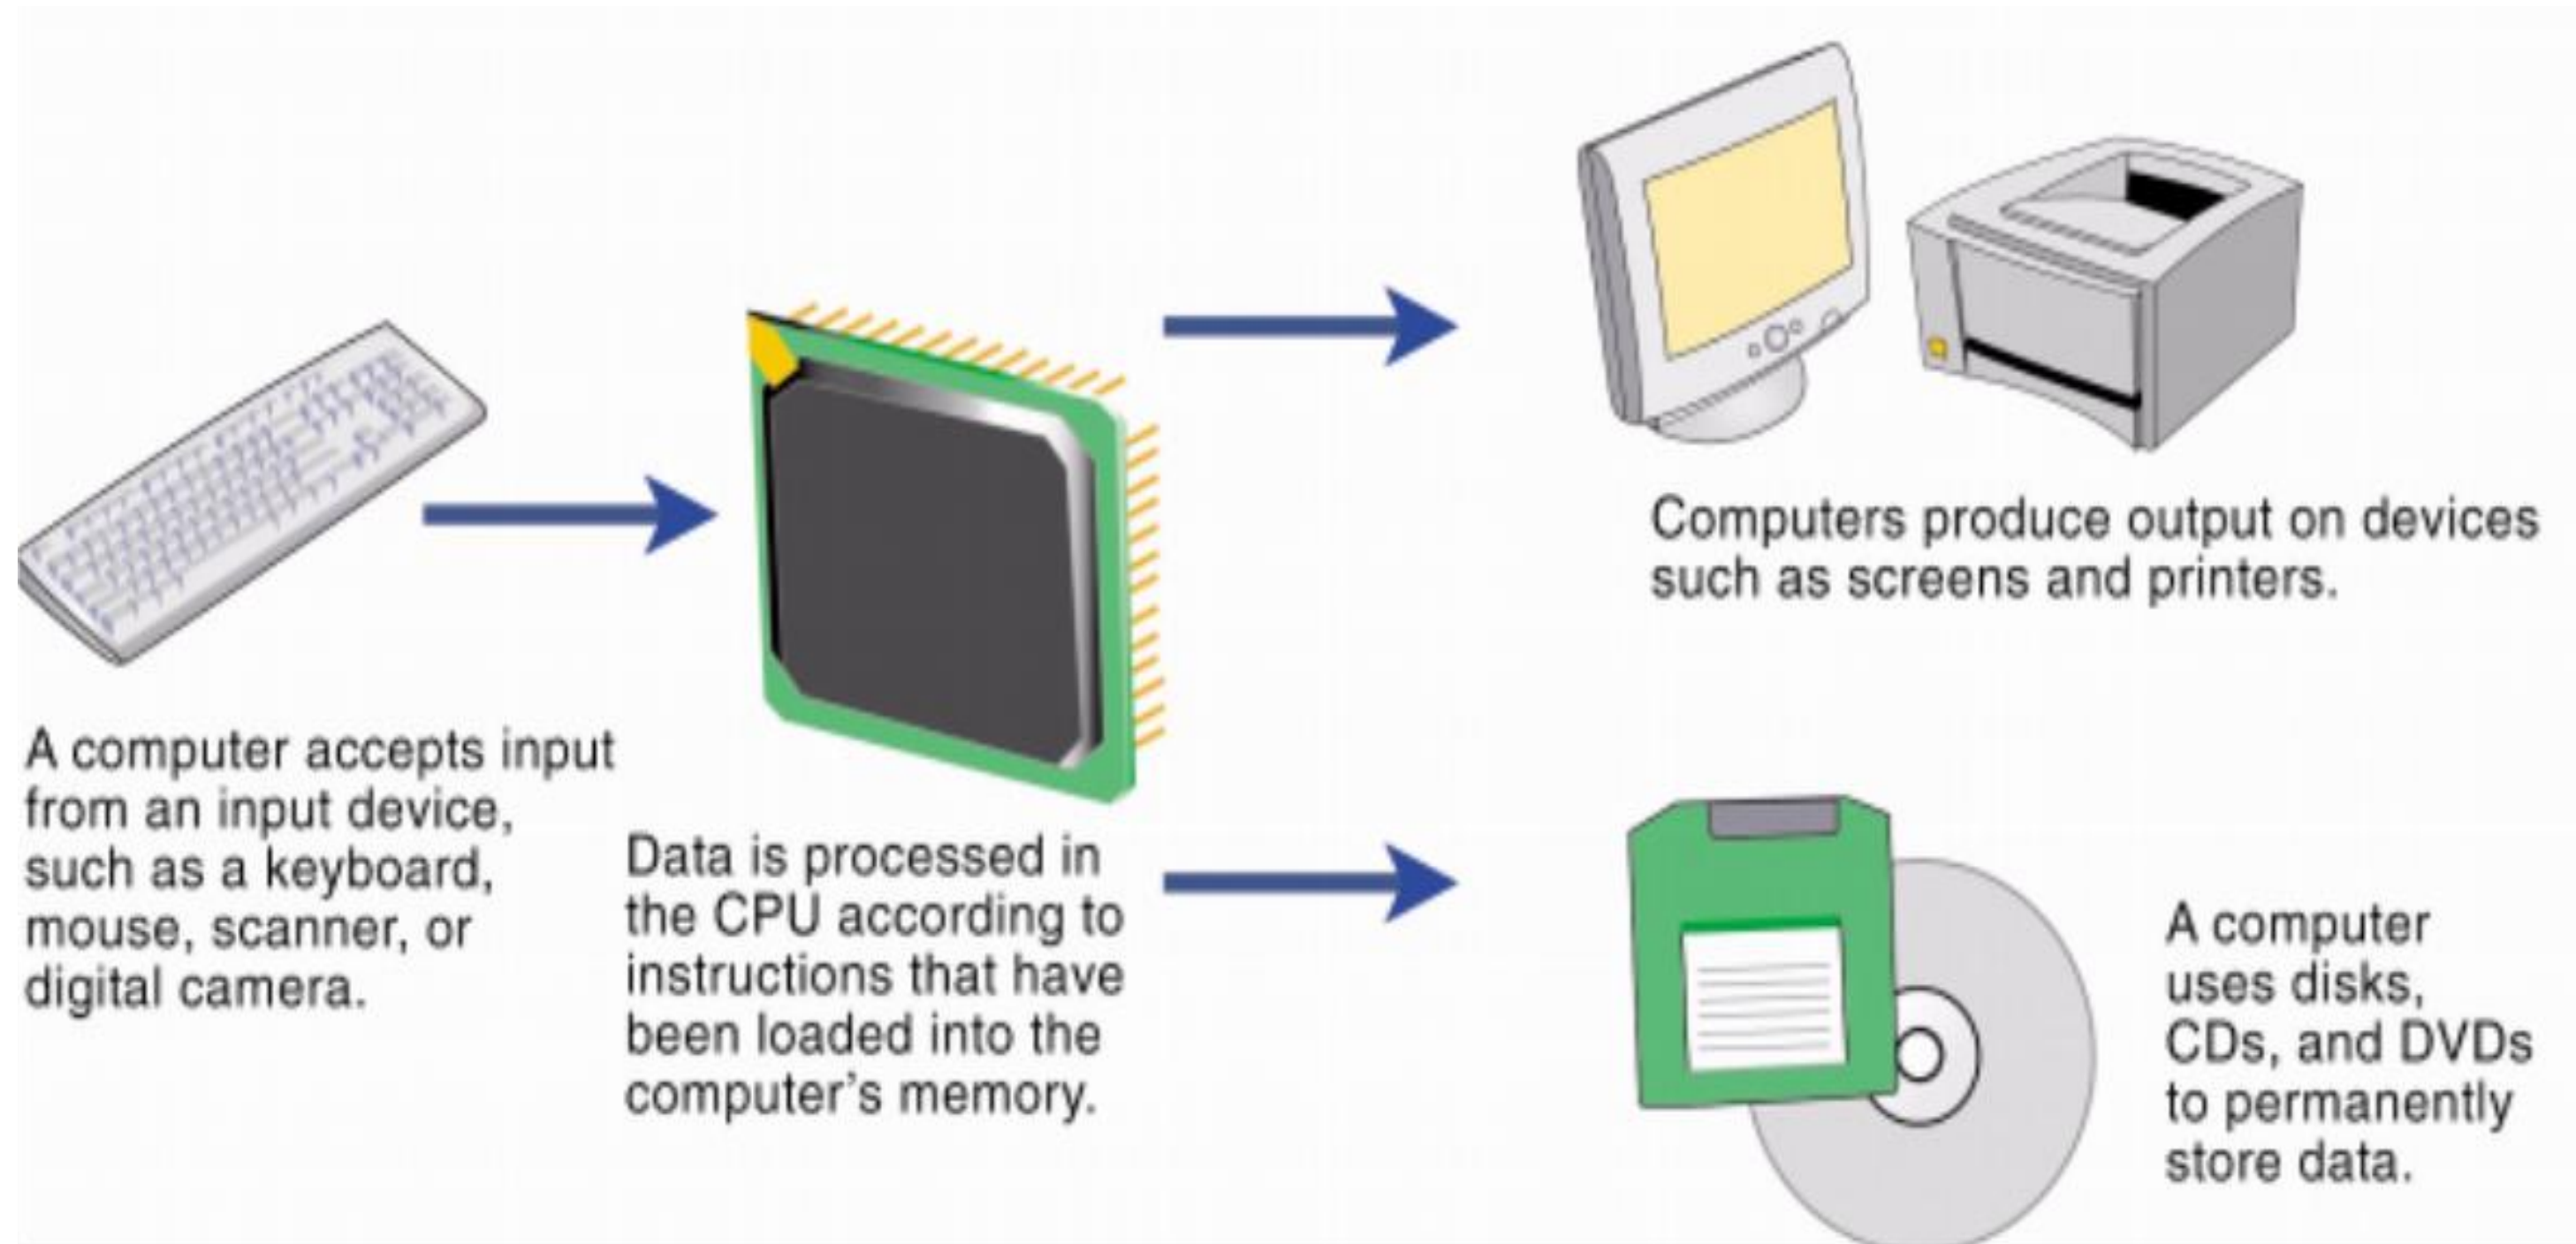 A computer accepts input
from an input device,
such as a keyboard,
mouse, scanner, or
digital camera.
Data is processed in
the CPU according to
instructions that have
been loaded into the
computer's memory.
Computers produce output on devices
such as screens and printers.
A computer
uses disks,
CDs, and DVDs
to permanently
store data.